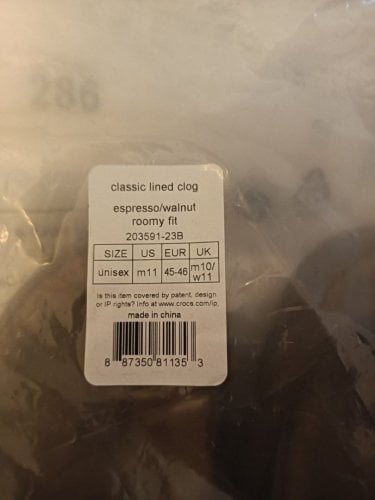 286
classic lined clog
espresso/walnut
roomy fit
203591-23B
SIZE US EUR UK
unisex m11 45-46 m10/
w11
Is this item covered by patent, design
or IP rights? Info at www.crocs.com/ip.
made in china
8 87350 81135 3